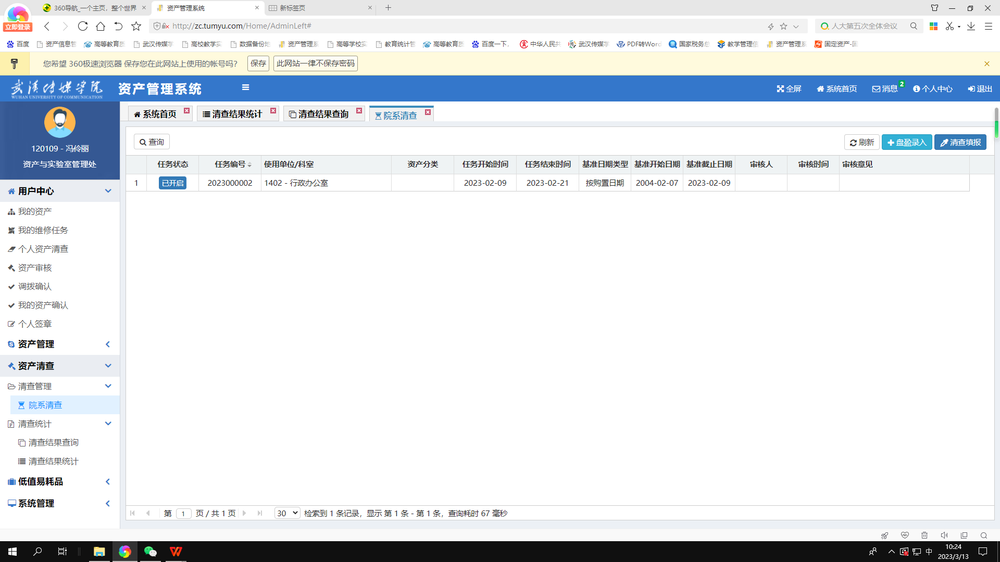 360导航_一个主页，整个世界
资产管理系统
新标签页
立即登录
http://zc.tumyu.com/Home/AdminLeft#
人大第五次全体会议
百度
资产信息管
高等教育质
武汉传媒学
高校教学实
数据备份地
资产管理系
高等学校实
教育统计管
高等教育质
百度一下，
中华人民共
武汉传媒学
PDF转Word
国家税务总
教学管理信
资产管理系
固定资产-国
您希望 360极速浏览器 保存您在此网站上使用的帐号吗？
保存
此网站一律不保存密码
武汉传媒学院
WUHAN UNIVERSITY OF COMMUNICATION
资产管理系统
全屏
系统首页
消息
2
个人中心
退出
120109 - 冯伶丽
资产与实验室管理处
系统首页
清查结果统计
清查结果查询
院系清查
查询
刷新
盘盈录入
清查填报
任务状态 任务编号 使用单位/科室 资产分类 任务开始时间 任务结束时间 基准日期类型 基准开始日期 基准截止日期 审核人 审核时间 审核意见
1 已开启 2023000002 1402 - 行政办公室 2023-02-09 2023-02-21 按购置日期 2004-02-07 2023-02-09
用户中心
我的资产
我的维修任务
个人资产清查
资产审核
调拨确认
我的资产确认
个人签章
资产管理
资产清查
清查管理
院系清查
清查统计
清查结果查询
清查结果统计
低值易耗品
系统管理
第 1 页 / 共 1 页 30 检索到 1 条记录，显示 第 1 条 - 第 1 条，查询耗时 67 毫秒
中
10:24
2023/3/13